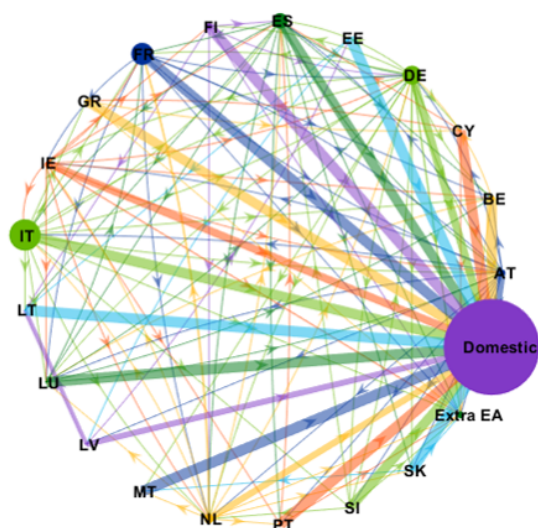 ES
FI
EE
FR
DE
GR
CY
IE
BE
IT
AT
LT
Domestic
LU
Extra EA
LV
SK
MT
SI
NL
PT